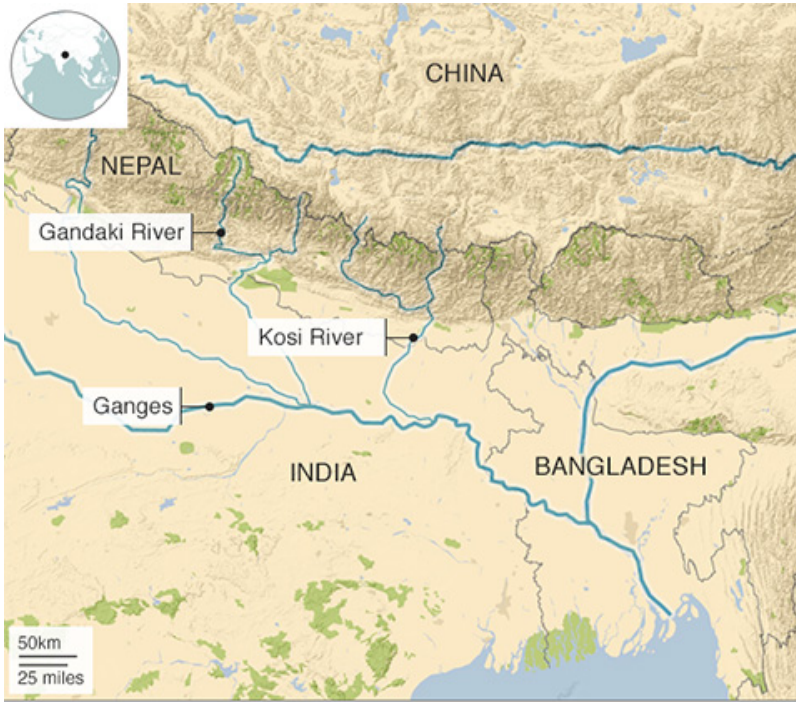 CHINA
NEPAL
Gandaki River
Kosi River
Ganges
INDIA
BANGLADESH
50km
25 miles